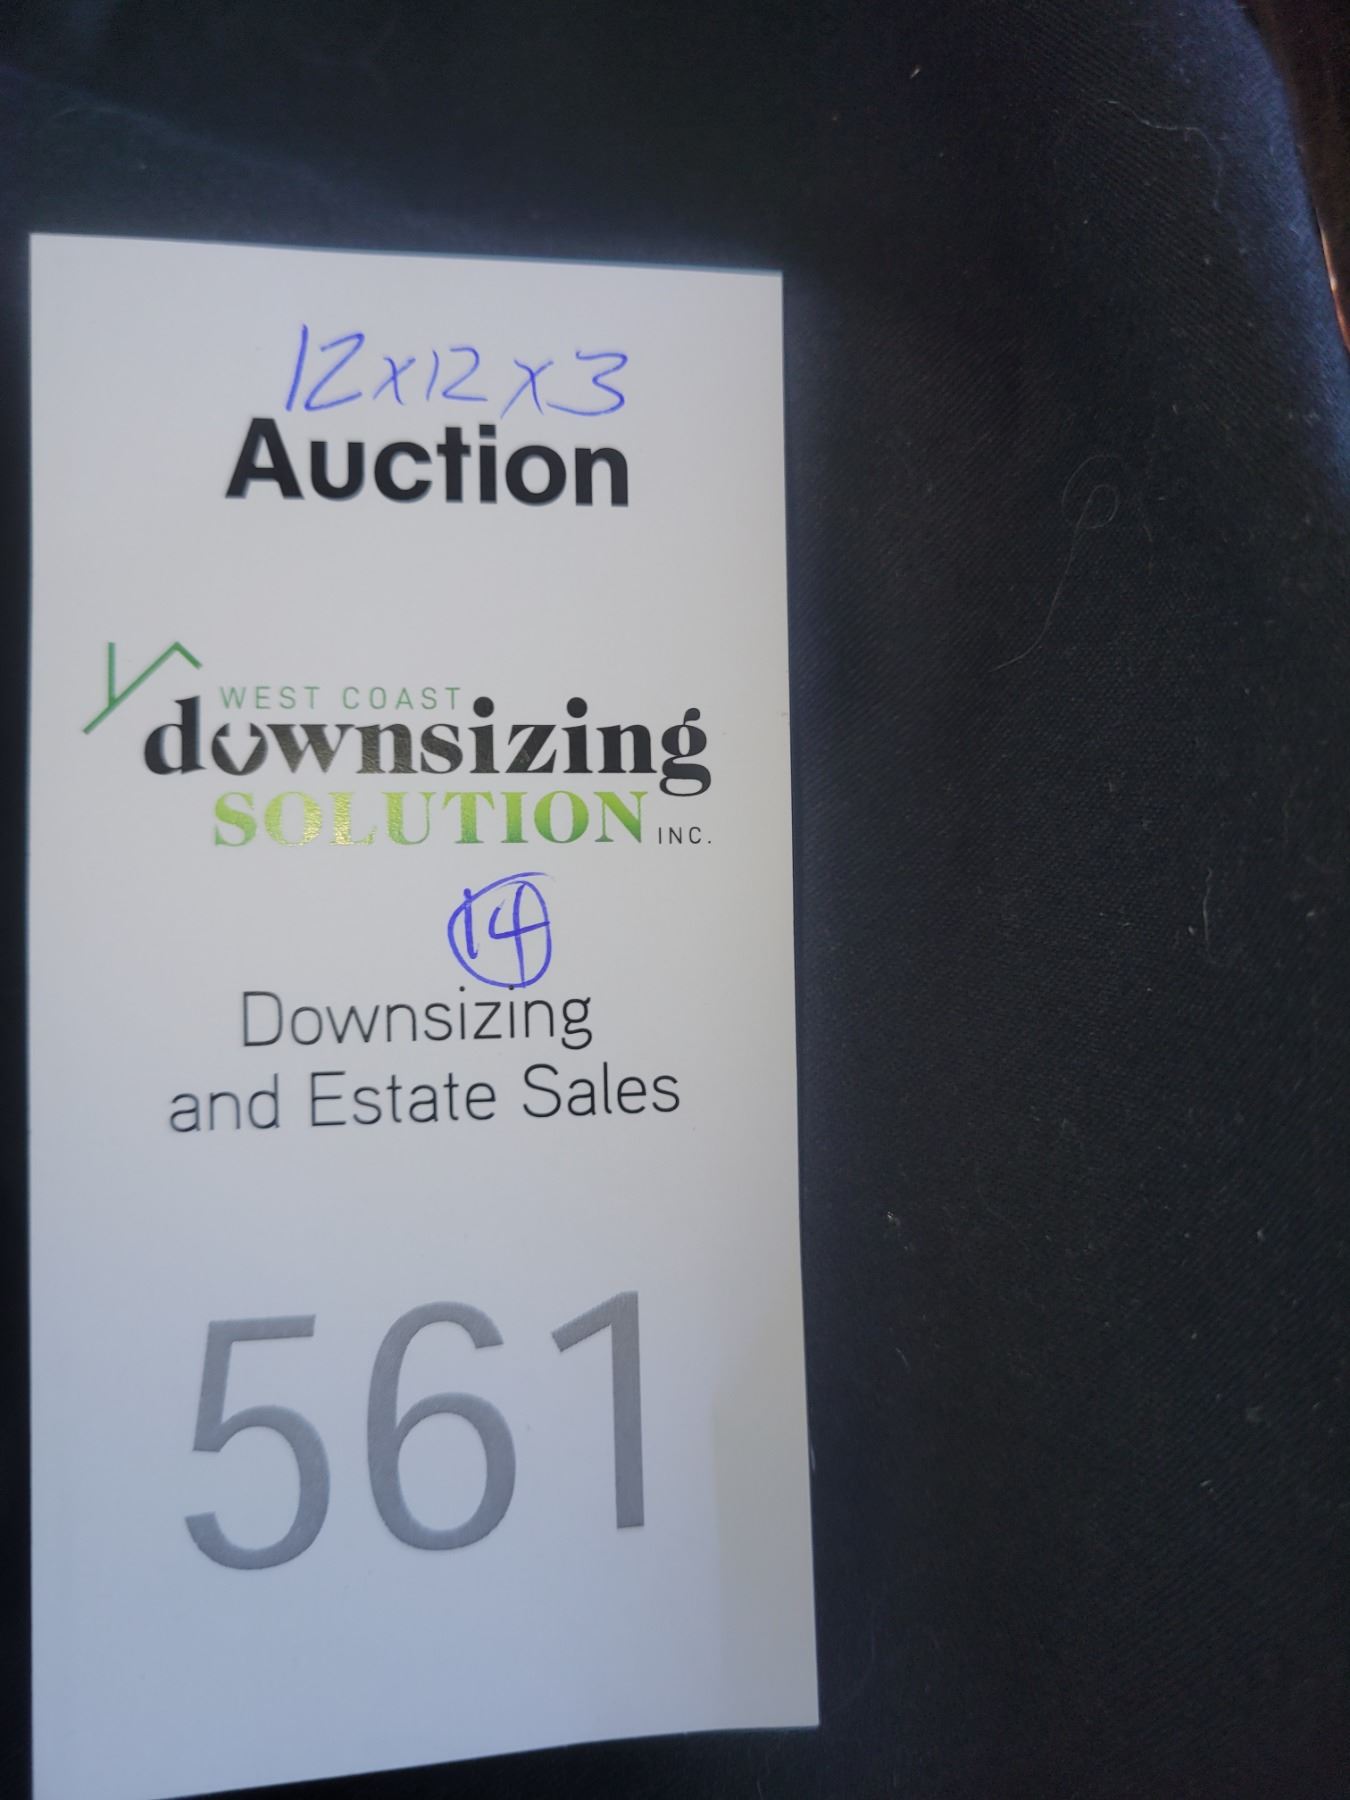 12x12x3
Auction
WEST COAST
downsizing
SOLUTION INC.
14
Downsizing
and Estate Sales
561